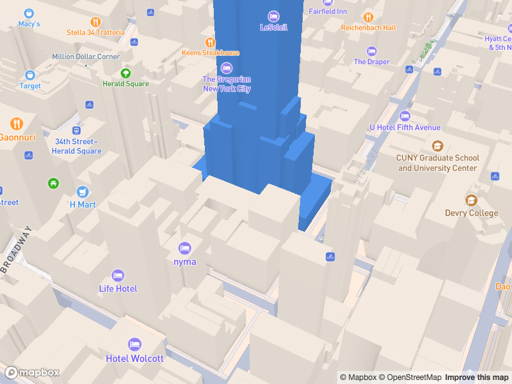 Macy's
Stella 34 Trattoria
LeSoleil
Fairfield Inn
Reichenbach Hall
Hyatt Ce
& 5th N
Million Dollar Corner
Keens Steakhouse
The Draper
Target
Herald Square
The Gregorian
New York City
Gaonnuri
34th Street–
Herald Square
U Hotel Fifth Avenue
CUNY Graduate School
and University Center
Street
H Mart
Devry College
BROADWAY
nyma
Life Hotel
Dao
Hotel Wolcott
mapbox
© Mapbox © OpenStreetMap Improve this map